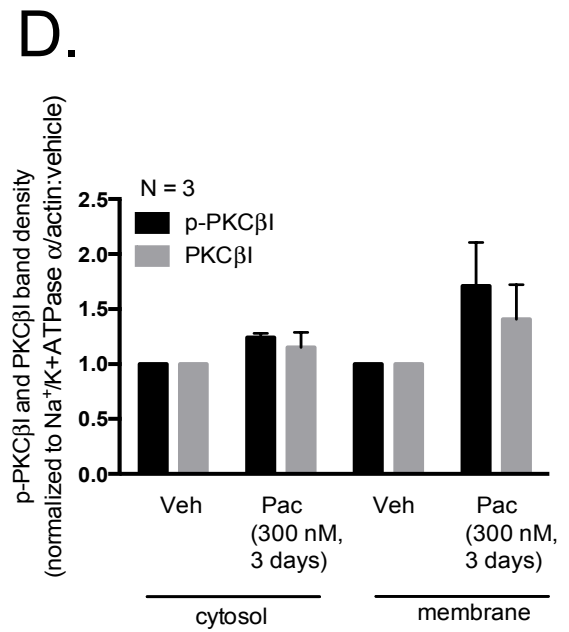 D.
p-PKCβI and PKCβI band density
(normalized to Na⁺/K+ATPase α/actin:vehicle)
N = 3
p-PKCβI
PKCβI
2.5
2.0
1.5
1.0
0.5
0.0
Veh Pac Veh Pac
(300 nM, (300 nM,
3 days) 3 days)
cytosol membrane